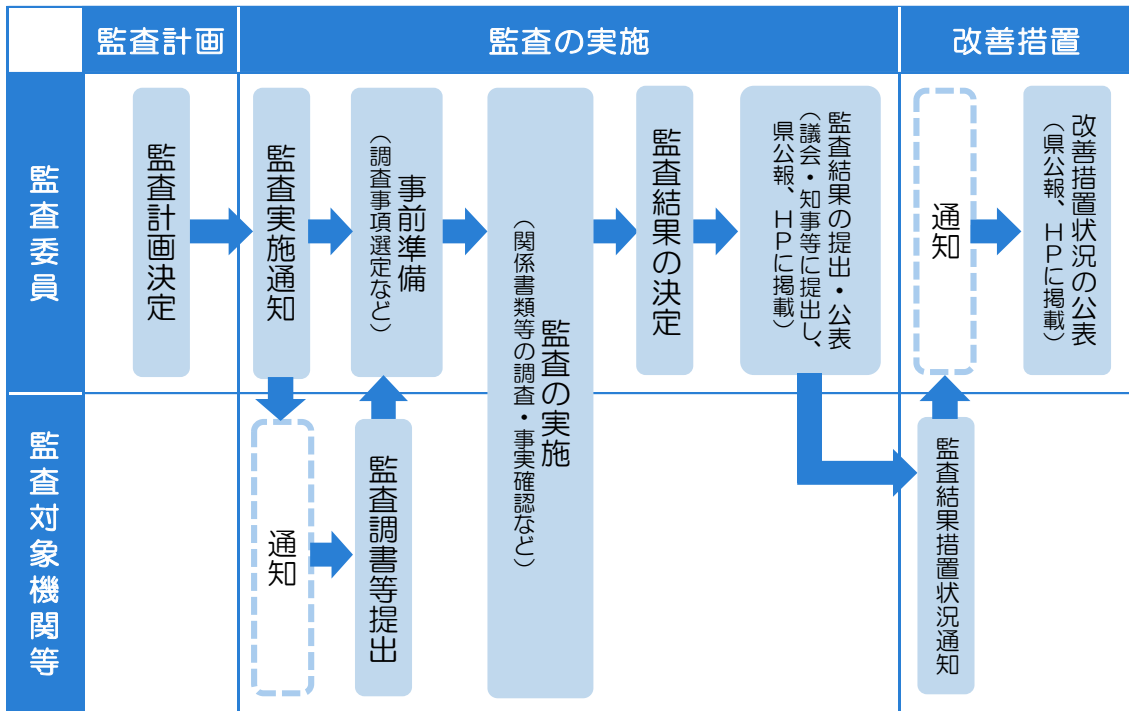 監査計画
監査の実施
改善措置
監査委員
監査計画決定
監査実施通知
事前準備
（調査事項選定など）
監査の実施
（関係書類等の調査・事実確認など）
監査結果の決定
監査結果の提出・公表
（議会・知事等に提出し、
県公報、ＨＰに掲載）
通知
改善措置状況の公表
（県公報、ＨＰに掲載）
監査対象機関等
通知
監査調書等提出
監査結果措置状況通知